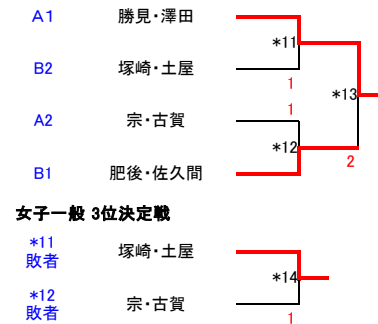 A1 勝見・澤田
*11
B2 塚崎・土屋
1
*13
A2 宗・古賀
1
*12
B1 肥後・佐久間
2
女子一般 3位決定戦
*11
敗者 塚崎・土屋
*14
*12
敗者 宗・古賀
1